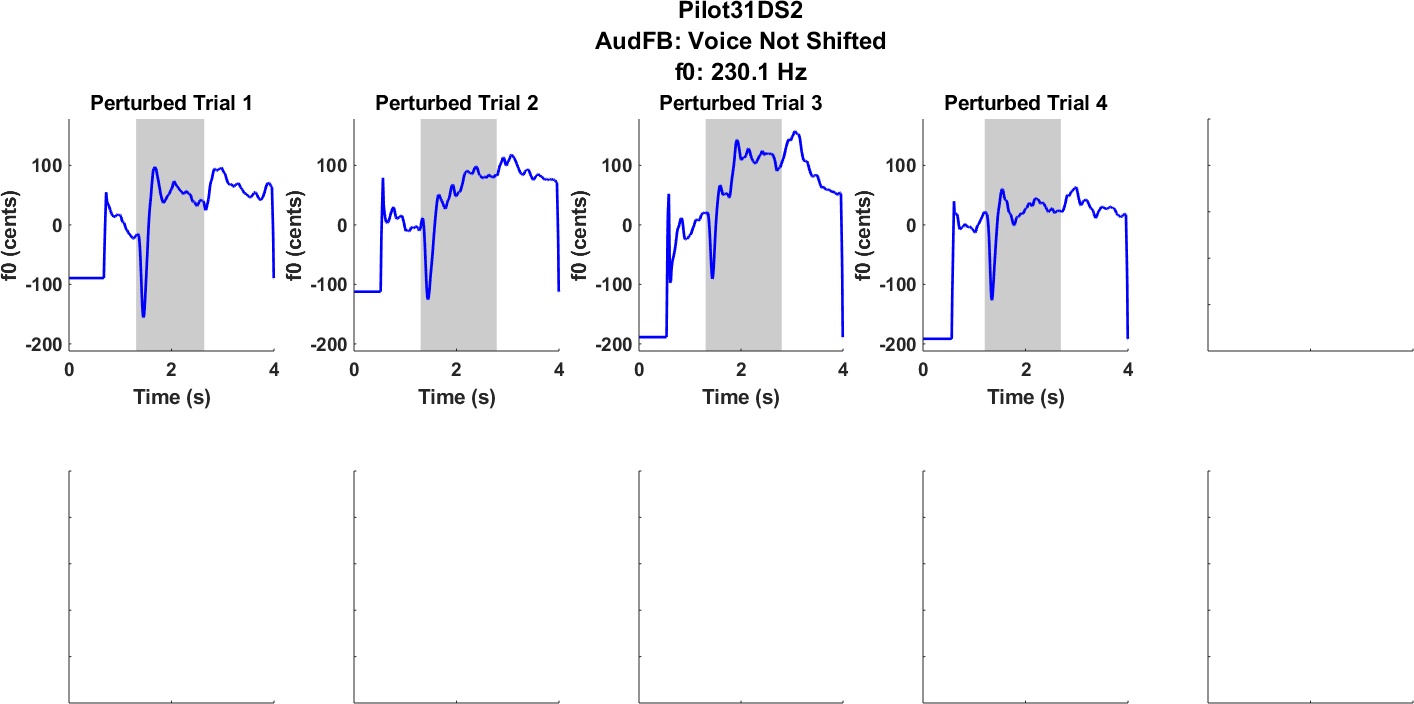 Pilot31DS2
AudFB: Voice Not Shifted
f0: 230.1 Hz
Perturbed Trial 1
f0 (cents)
100
0
-100
-200
0
2
4
Time (s)
Perturbed Trial 2
f0 (cents)
100
0
-100
-200
0
2
4
Time (s)
Perturbed Trial 3
f0 (cents)
100
0
-100
-200
0
2
4
Time (s)
Perturbed Trial 4
f0 (cents)
100
0
-100
-200
0
2
4
Time (s)